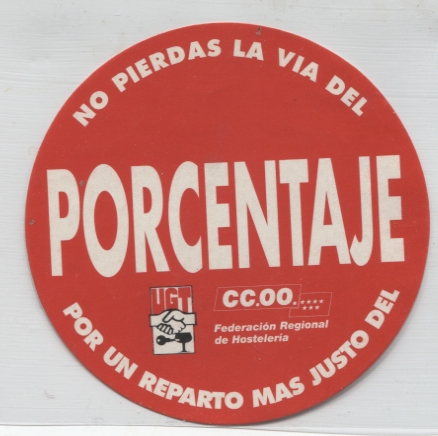 NO PIERDAS LA VIA DEL
PORCENTAJE
UGT
CC.OO.
Federación Regional
de Hostelería
POR UN REPARTO MAS JUSTO DEL